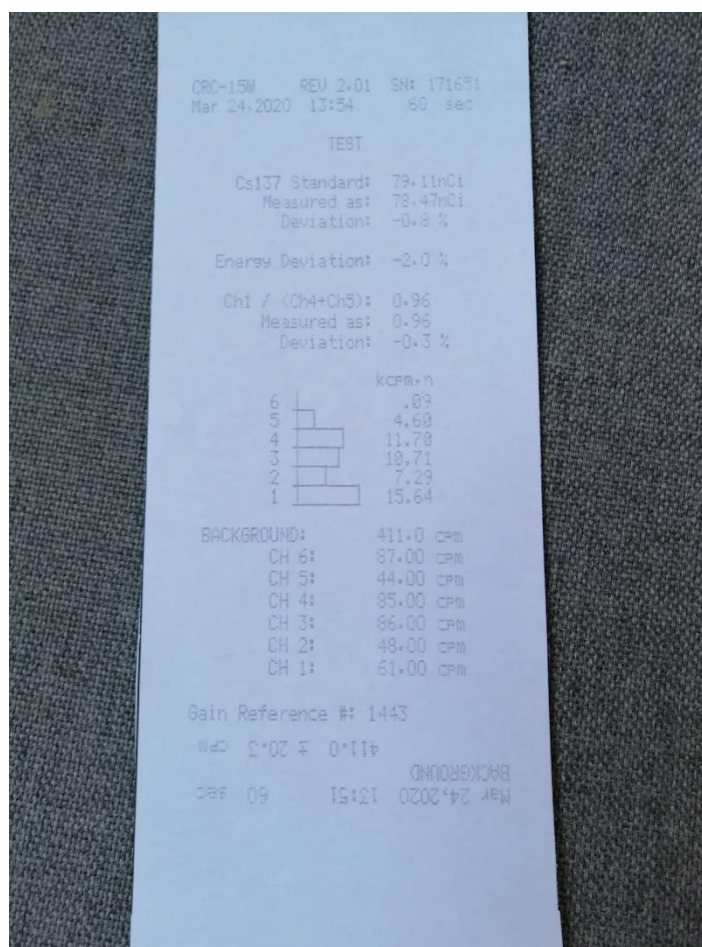 CRC-15W REV 2.01 SN: 171651
Mar 24,2020 13:54 60 sec
TEST
Cs137 Standard: 79.11nCi
Measured as: 78.47nCi
Deviation: -0.8 %
Energy Deviation: -2.0 %
Ch1 / (Ch4+Ch5): 0.96
Measured as: 0.96
Deviation: -0.3 %
kcpm,n
6 .09
5 4.60
4 11.70
3 10.71
2 7.29
1 15.64
BACKGROUND: 411.0 cpm
CH 6: 87.00 cpm
CH 5: 44.00 cpm
CH 4: 85.00 cpm
CH 3: 86.00 cpm
CH 2: 48.00 cpm
CH 1: 61.00 cpm
Gain Reference #: 1443
Mar 24,2020 13:51 60 sec
BACKGROUND
411.0 ± 20.3 cpm